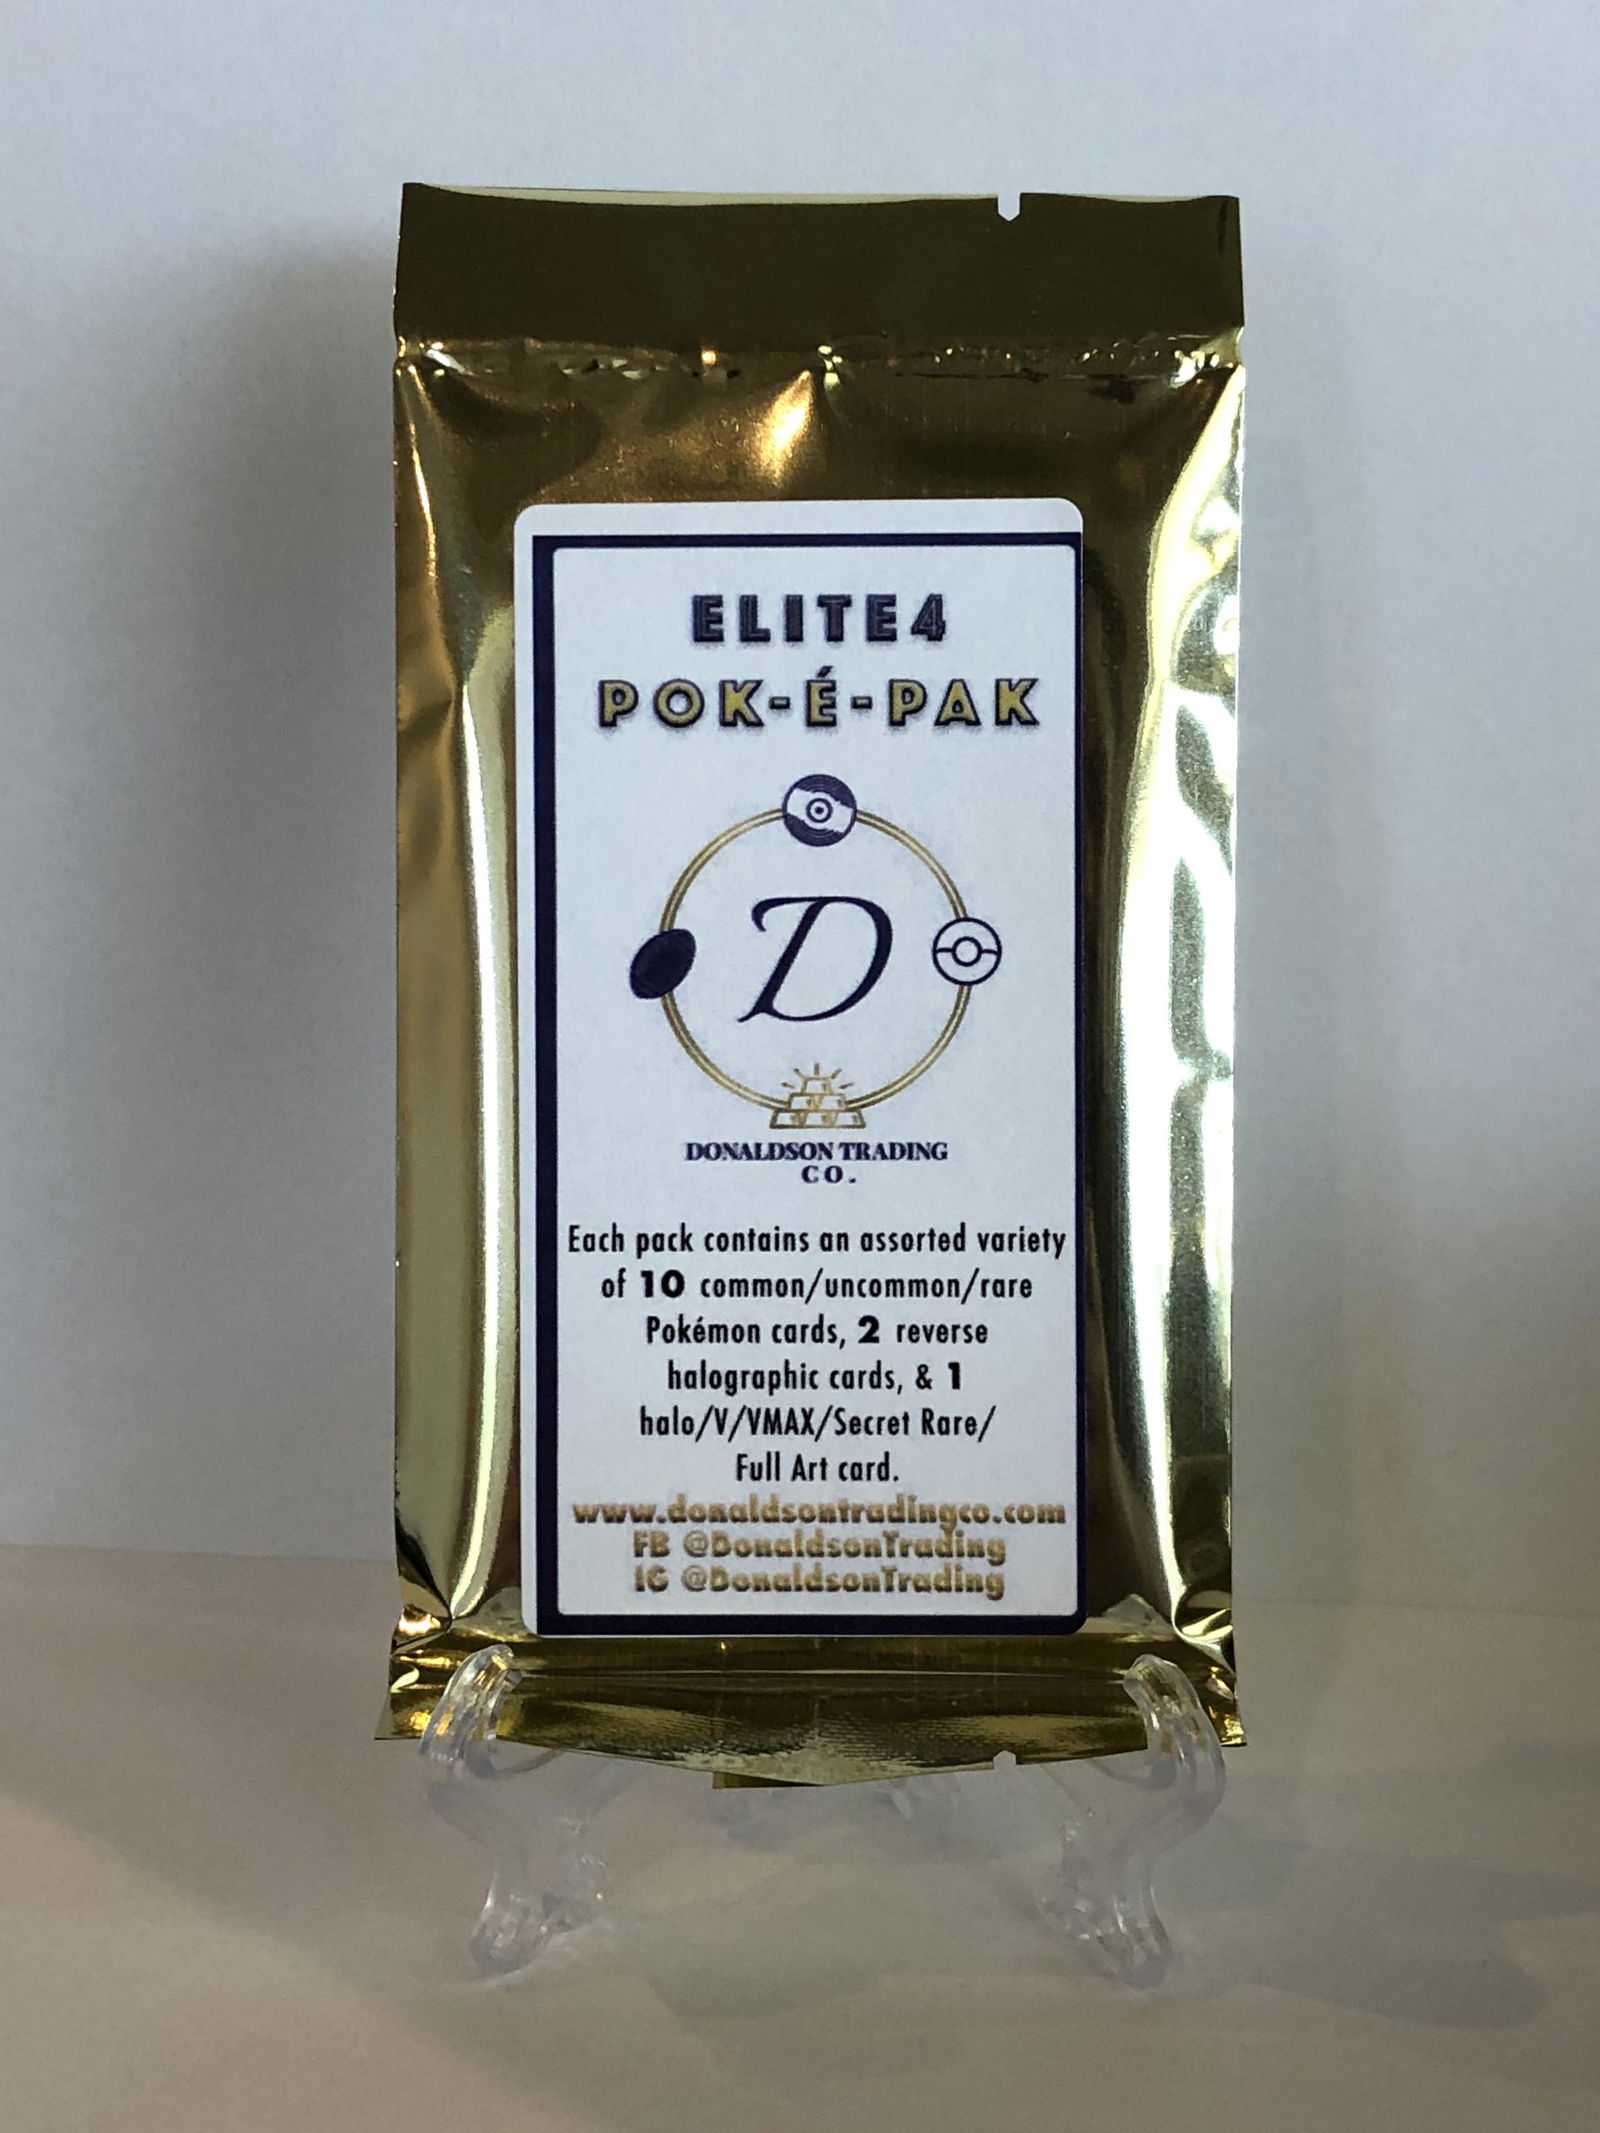 ELITE4
POK-É-PAK
D
DONALDSON TRADING
CO.
Each pack contains an assorted variety
of 10 common/uncommon/rare
Pokémon cards, 2 reverse
halographic cards, & 1
halo/V/VMAX/Secret Rare/
Full Art card.
www.donaldsontradingco.com
FB @DonaldsonTrading
IG @DonaldsonTrading